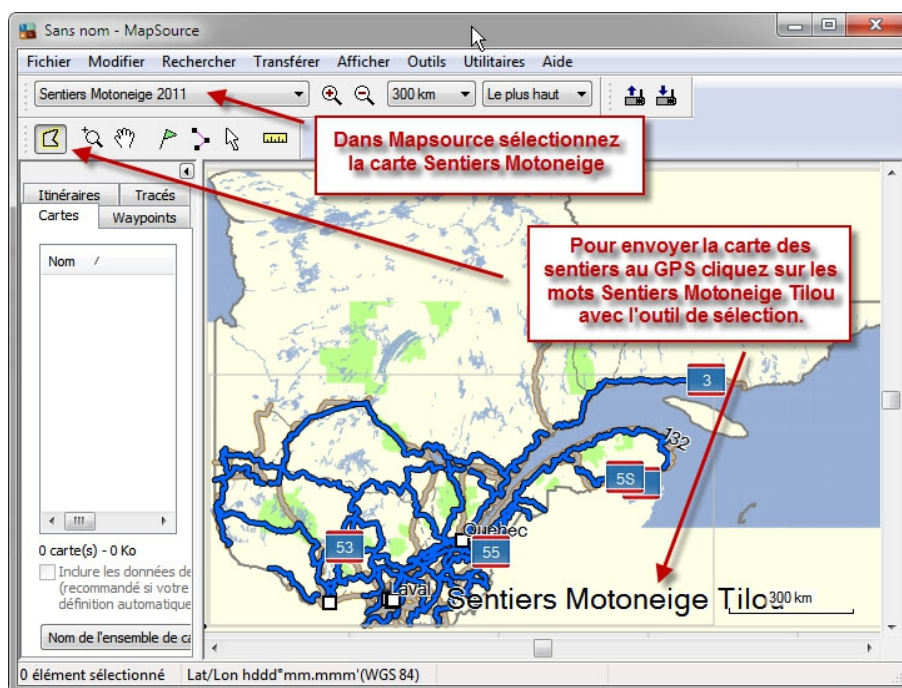 Sans nom - MapSource
Fichier Modifier Rechercher Transférer Afficher Outils Utilitaires Aide
Sentiers Motoneige 2011
300 km
Le plus haut
Dans Mapsource sélectionnez
la carte Sentiers Motoneige
Itinéraires Tracés
Cartes Waypoints
Nom
Pour envoyer la carte des
sentiers au GPS cliquez sur les
mots Sentiers Motoneige Tilou
avec l'outil de sélection.
3
132
5S
Québec
53
55
Laval
Sentiers Motoneige Tilou
300 km
0 carte(s) - 0 Ko
Inclure les données de
(recommandé si votre
définition automatique
Nom de l'ensemble de ca
0 élément sélectionné Lat/Lon hddd°mm.mmm'(WGS 84)